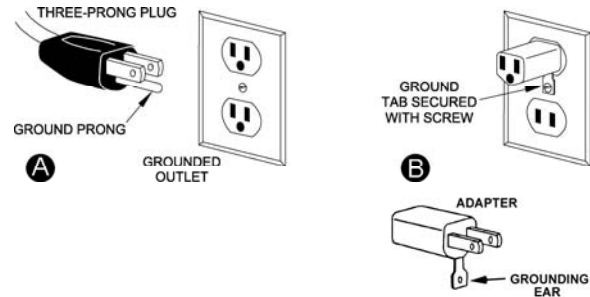 THREE-PRONG PLUG
GROUND PRONG
GROUNDED
OUTLET
A
GROUND
TAB SECURED
WITH SCREW
B
ADAPTER
GROUNDING
EAR